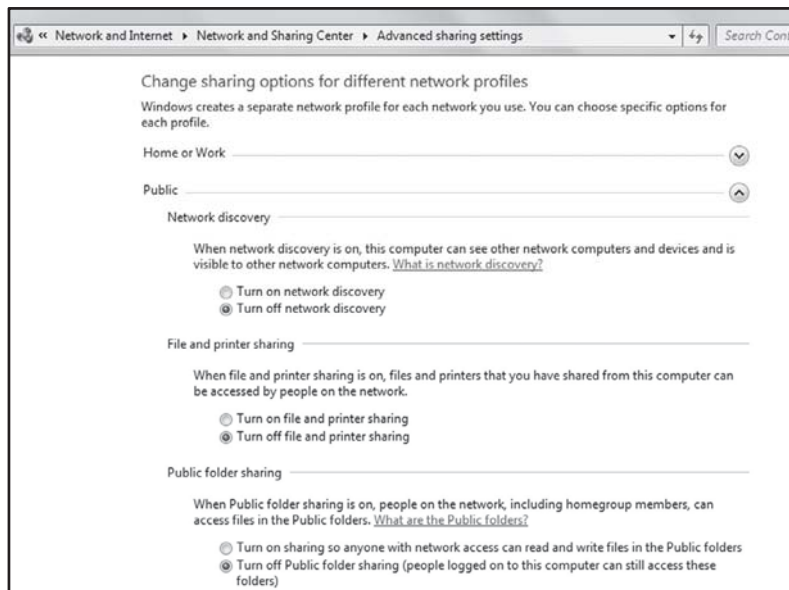 « Network and Internet ▸ Network and Sharing Center ▸ Advanced sharing settings
Search Cont
Change sharing options for different network profiles
Windows creates a separate network profile for each network you use. You can choose specific options for
each profile.
Home or Work
Public
Network discovery
When network discovery is on, this computer can see other network computers and devices and is
visible to other network computers. What is network discovery?
Turn on network discovery
Turn off network discovery
File and printer sharing
When file and printer sharing is on, files and printers that you have shared from this computer can
be accessed by people on the network.
Turn on file and printer sharing
Turn off file and printer sharing
Public folder sharing
When Public folder sharing is on, people on the network, including homegroup members, can
access files in the Public folders. What are the Public folders?
Turn on sharing so anyone with network access can read and write files in the Public folders
Turn off Public folder sharing (people logged on to this computer can still access these
folders)